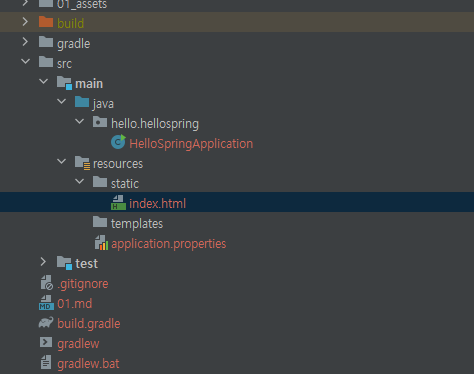 01_assets
build
gradle
src
main
java
hello.hellospring
HelloSpringApplication
resources
static
index.html
templates
application.properties
test
.gitignore
01.md
build.gradle
gradlew
gradlew.bat